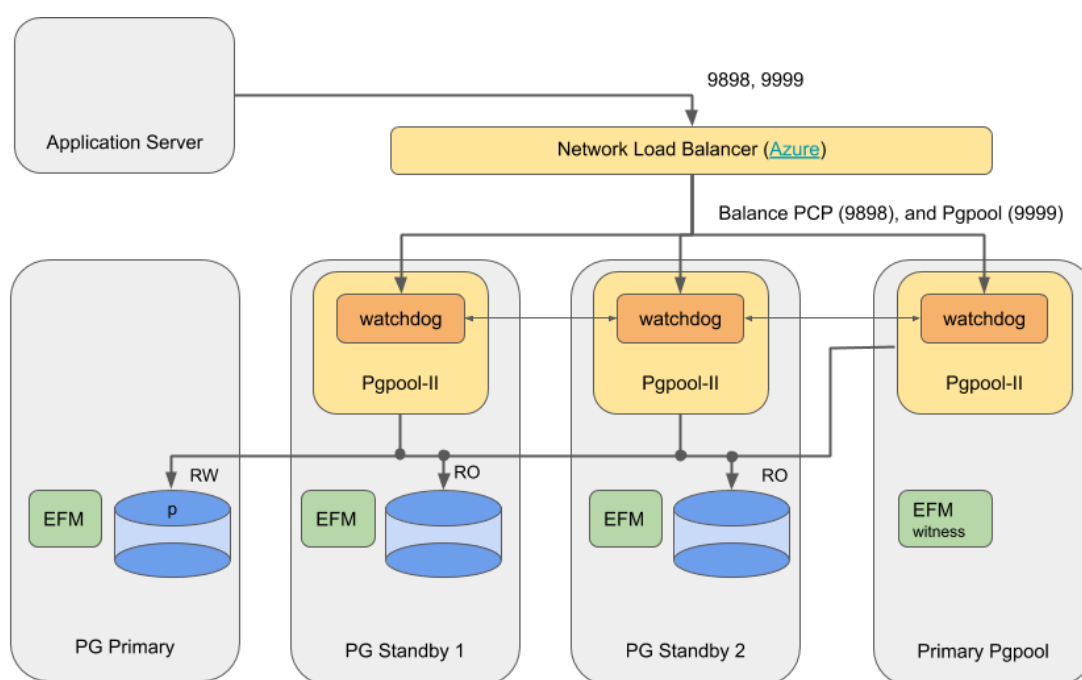 9898, 9999
Application Server
Network Load Balancer (Azure)
Balance PCP (9898), and Pgpool (9999)
watchdog
watchdog
watchdog
Pgpool-II
Pgpool-II
Pgpool-II
RW
RO
RO
EFM
p
EFM
EFM
EFM
witness
PG Primary
PG Standby 1
PG Standby 2
Primary Pgpool